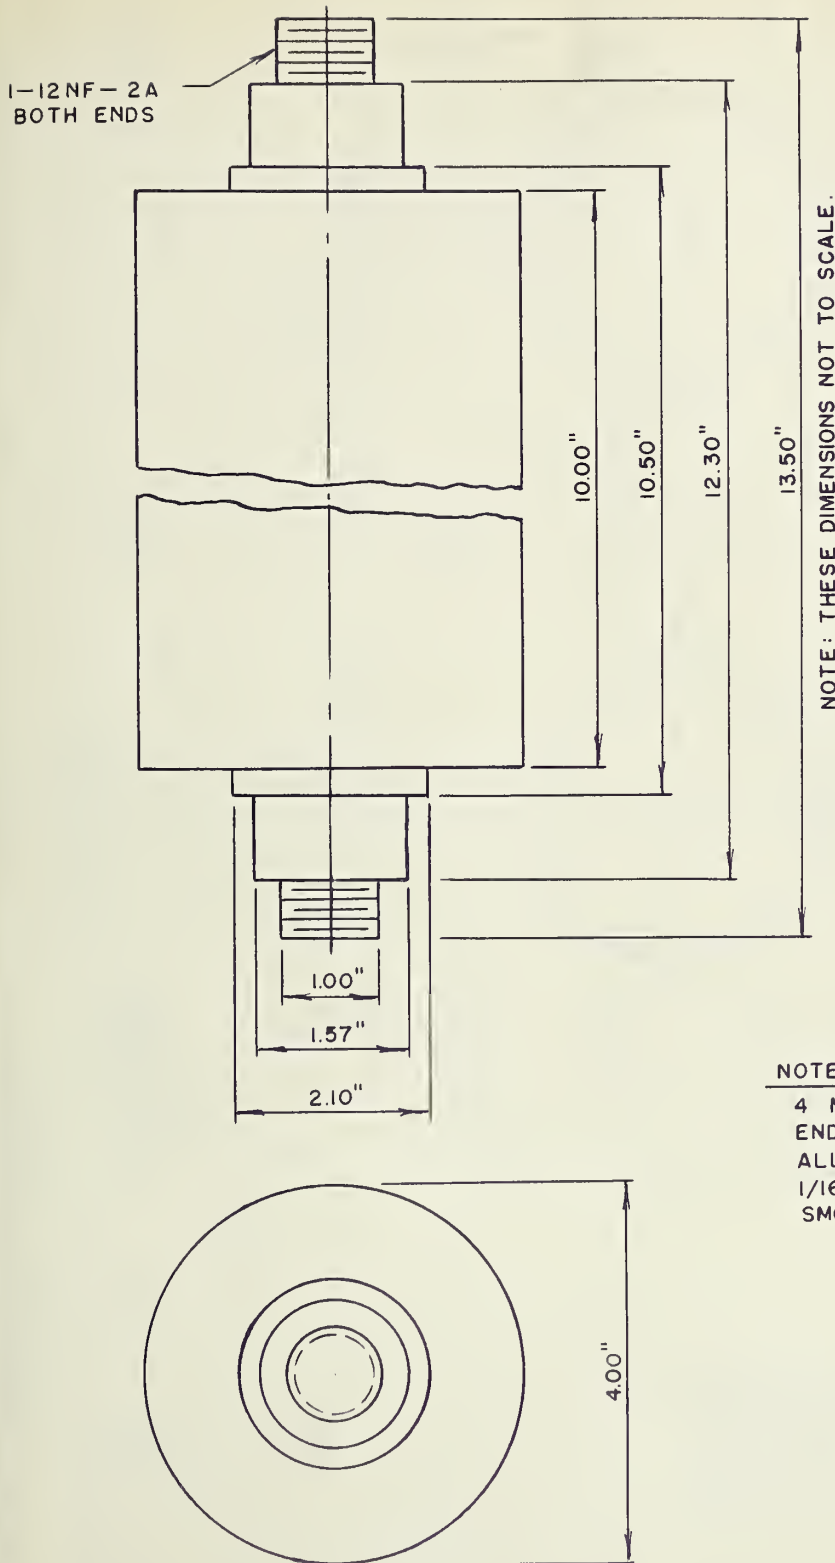 1-12NF-2A
BOTH ENDS
10.00"
10.50"
12.30"
13.50"
NOTE: THESE DIMENSIONS NOT TO SCALE.
1.00"
1.57"
2.10"
NOTE
4
END
ALL
1/16
4.00"